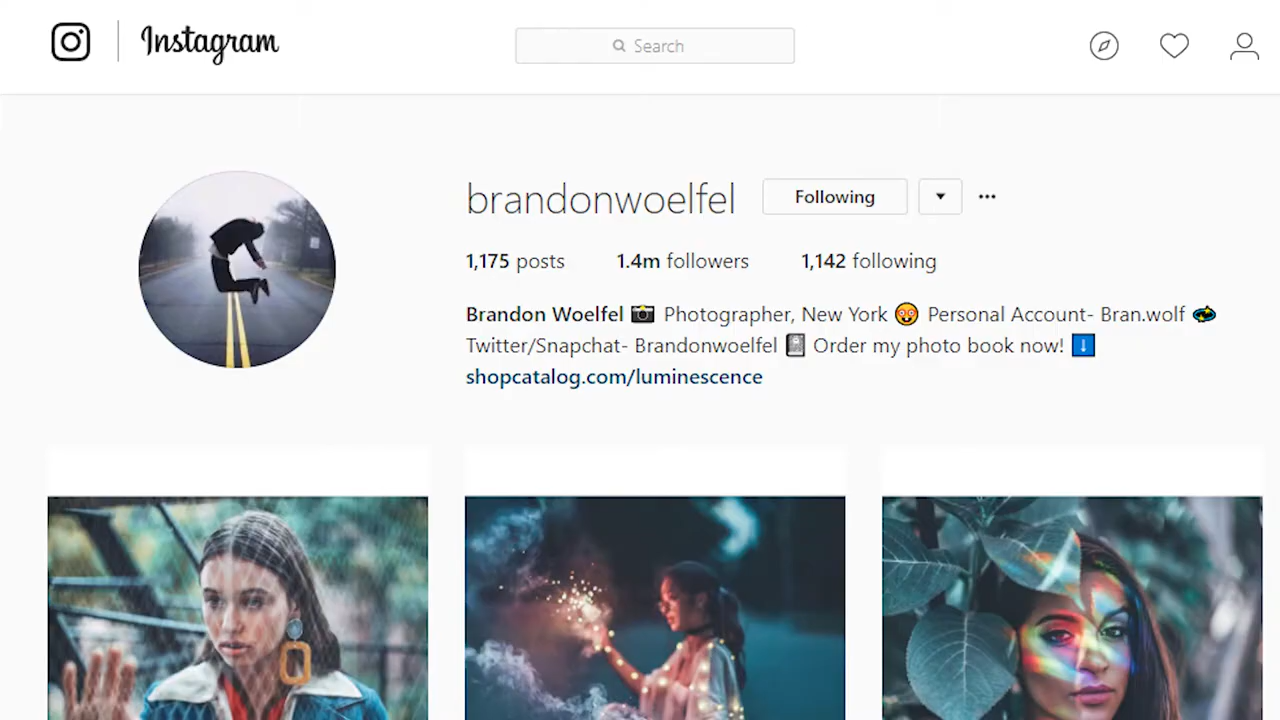 Instagram
Search
brandonwoelfel Following
1,175 posts 1.4m followers 1,142 following
Brandon Woelfel 📷 Photographer, New York 🤩 Personal Account- Bran.wolf 💫
Twitter/Snapchat- Brandonwoelfel 📓 Order my photo book now! ⬇️
shopcatalog.com/luminescence